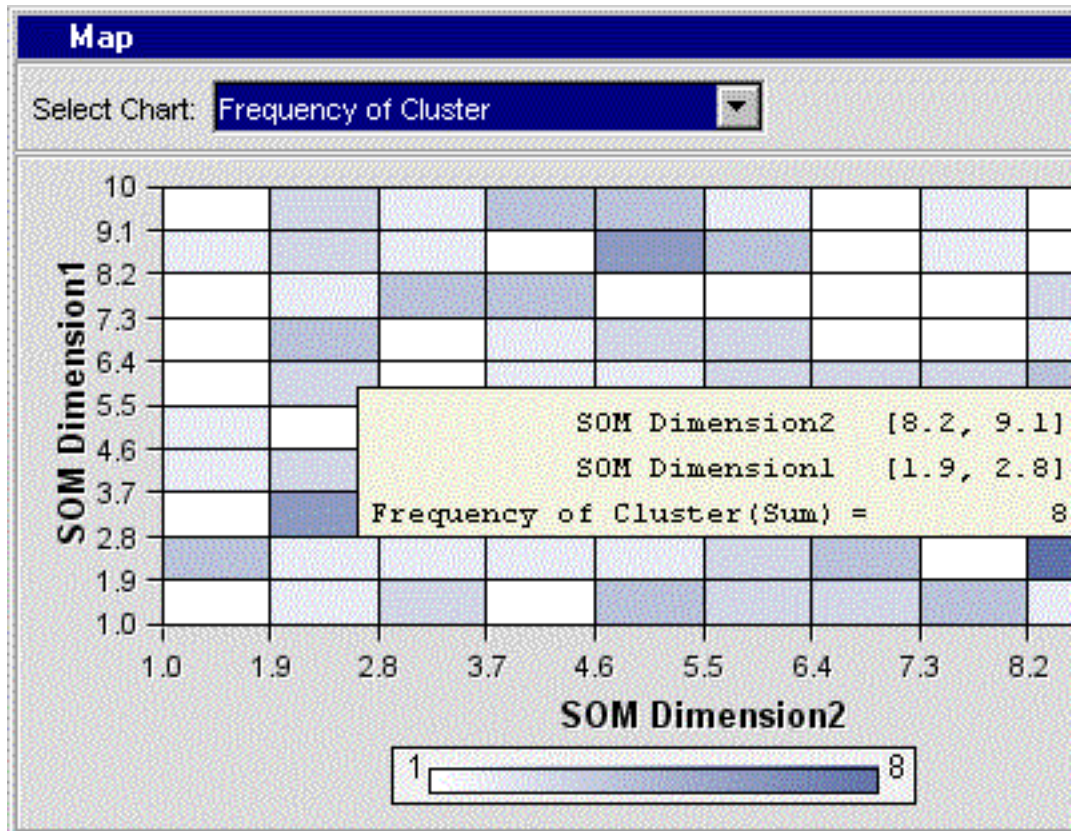 Map
Select Chart: Frequency of Cluster
SOM Dimension1
10
9.1
8.2
7.3
6.4
5.5
4.6
3.7
2.8
1.9
1.0
SOM Dimension2 [8.2, 9.1]
SOM Dimension1 [1.9, 2.8]
Frequency of Cluster(Sum) = 8
1.0 1.9 2.8 3.7 4.6 5.5 6.4 7.3 8.2
SOM Dimension2
1 8